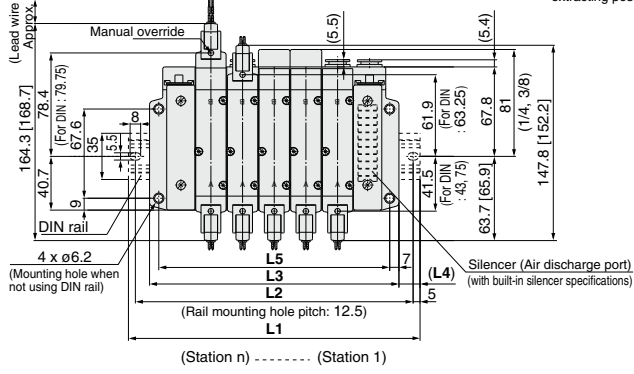 extracting pos
(Lead wire
Approx.
Manual override
(5.5)
(5.4)
164.3 [168.7]
78.4
(For DIN : 79.75)
67.6
35
8
5.5
40.7
9
61.9
(For DIN
: 63.25)
67.8
81
(1/4, 3/8)
147.8 [152.2]
41.5
(For DIN
: 43,75)
63.7 [65.9]
DIN rail
4 x ø6.2
(Mounting hole when
not using DIN rail)
L5
7
L3
(L4)
L2
5
(Rail mounting hole pitch: 12.5)
L1
Silencer (Air discharge port)
(with built-in silencer specifications)
(Station n) -------- (Station 1)